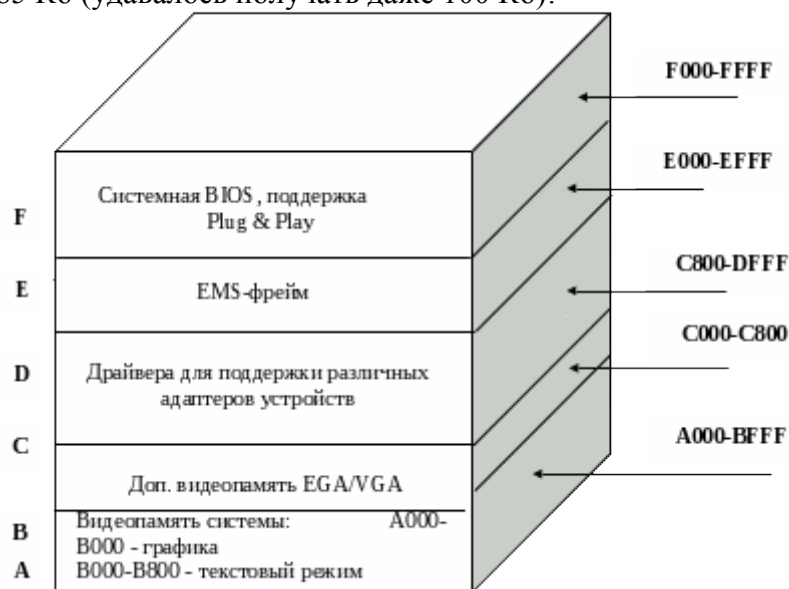 (удавалось получать даже 100 Кб).
F000-FFFF
E000-EFFF
C800-DFFF
C000-C800
A000-BFFF
F
E
D
C
B
A
Системная BIOS , поддержка
Plug & Play
EMS-фрейм
Драйвера для поддержки различных
адаптеров устройств
Доп. видеопамять EGA/VGA
Видеопамять системы: A000-
B000 - графика
B000-B800 - текстовый режим